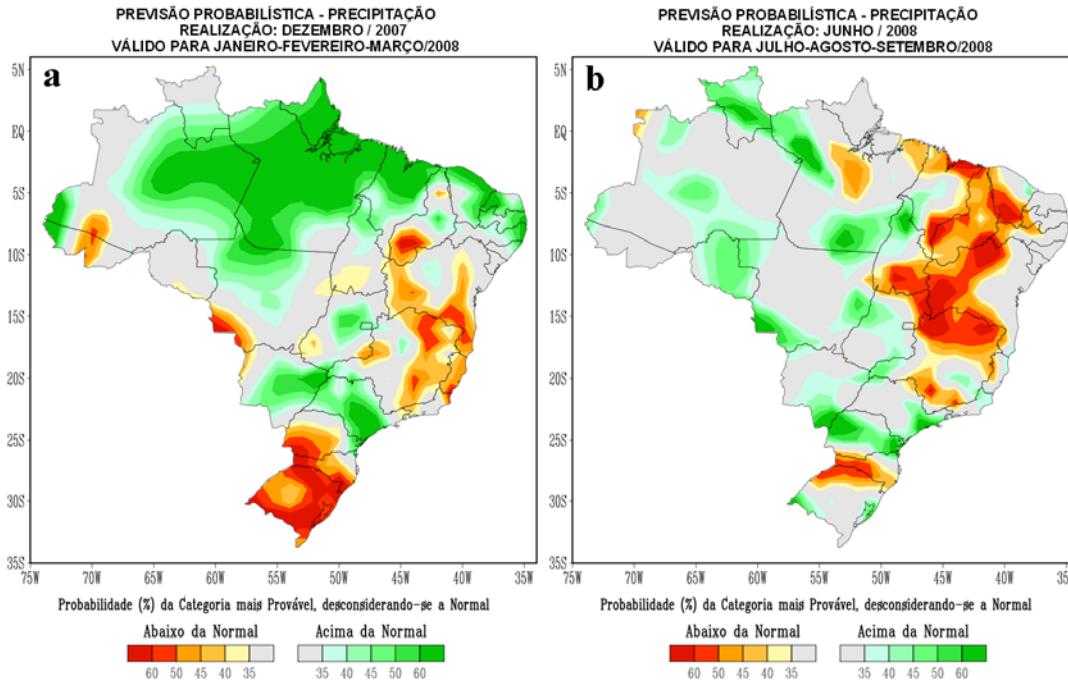 PREVISÃO PROBABILÍSTICA - PRECIPITAÇÃO
REALIZAÇÃO: DEZEMBRO / 2007
VÁLIDO PARA JANEIRO-FEVEREIRO-MARÇO/2008
a
5N
EQ
5S
10S
15S
20S
25S
30S
35S
75W 70W 65W 60W 55W 50W 45W 40W 35W
Probabilidade (%) da Categoria mais Provável, desconsiderando-se a Normal
Abaixo da Normal Acima da Normal
60 50 45 40 35 35 40 45 50 60
PREVISÃO PROBABILÍSTICA - PRECIPITAÇÃO
REALIZAÇÃO: JUNHO / 2008
VÁLIDO PARA JULHO-AGOSTO-SETEMBRO/2008
b
5N
EQ
5S
10S
15S
20S
25S
30S
35S
75W 70W 65W 60W 55W 50W 45W 40W 35W
Probabilidade (%) da Categoria mais Provável, desconsiderando-se a Normal
Abaixo da Normal Acima da Normal
60 50 45 40 35 35 40 45 50 60